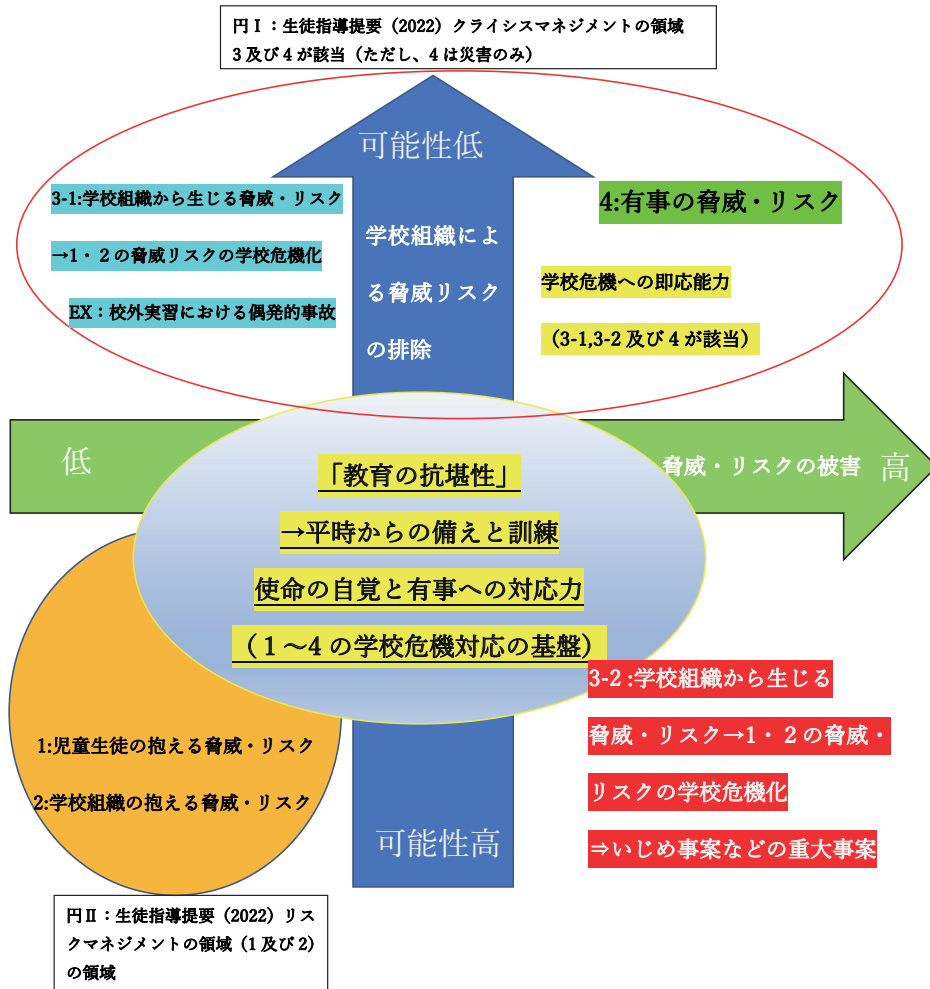 円Ⅰ：生徒指導提要（2022）クライシスマネジメントの領域
3 及び 4 が該当（ただし、4 は災害のみ）
可能性低
3-1:学校組織から生じる脅威・リスク
→1・２の脅威リスクの学校危機化
EX：校外実習における偶発的事故
学校組織によ
る脅威リスク
の排除
4:有事の脅威・リスク
学校危機への即応能力
（3-1,3-2 及び 4 が該当）
低
脅威・リスクの被害
高
「教育の抗堪性」
→平時からの備えと訓練
使命の自覚と有事への対応力
（１～4 の学校危機対応の基盤）
1:児童生徒の抱える脅威・リスク
2:学校組織の抱える脅威・リスク
3-2 :学校組織から生じる
脅威・リスク→1・２の脅威・
リスクの学校危機化
⇒いじめ事案などの重大事案
可能性高
円Ⅱ：生徒指導提要（2022）リス
クマネジメントの領域（1 及び 2）
の領域